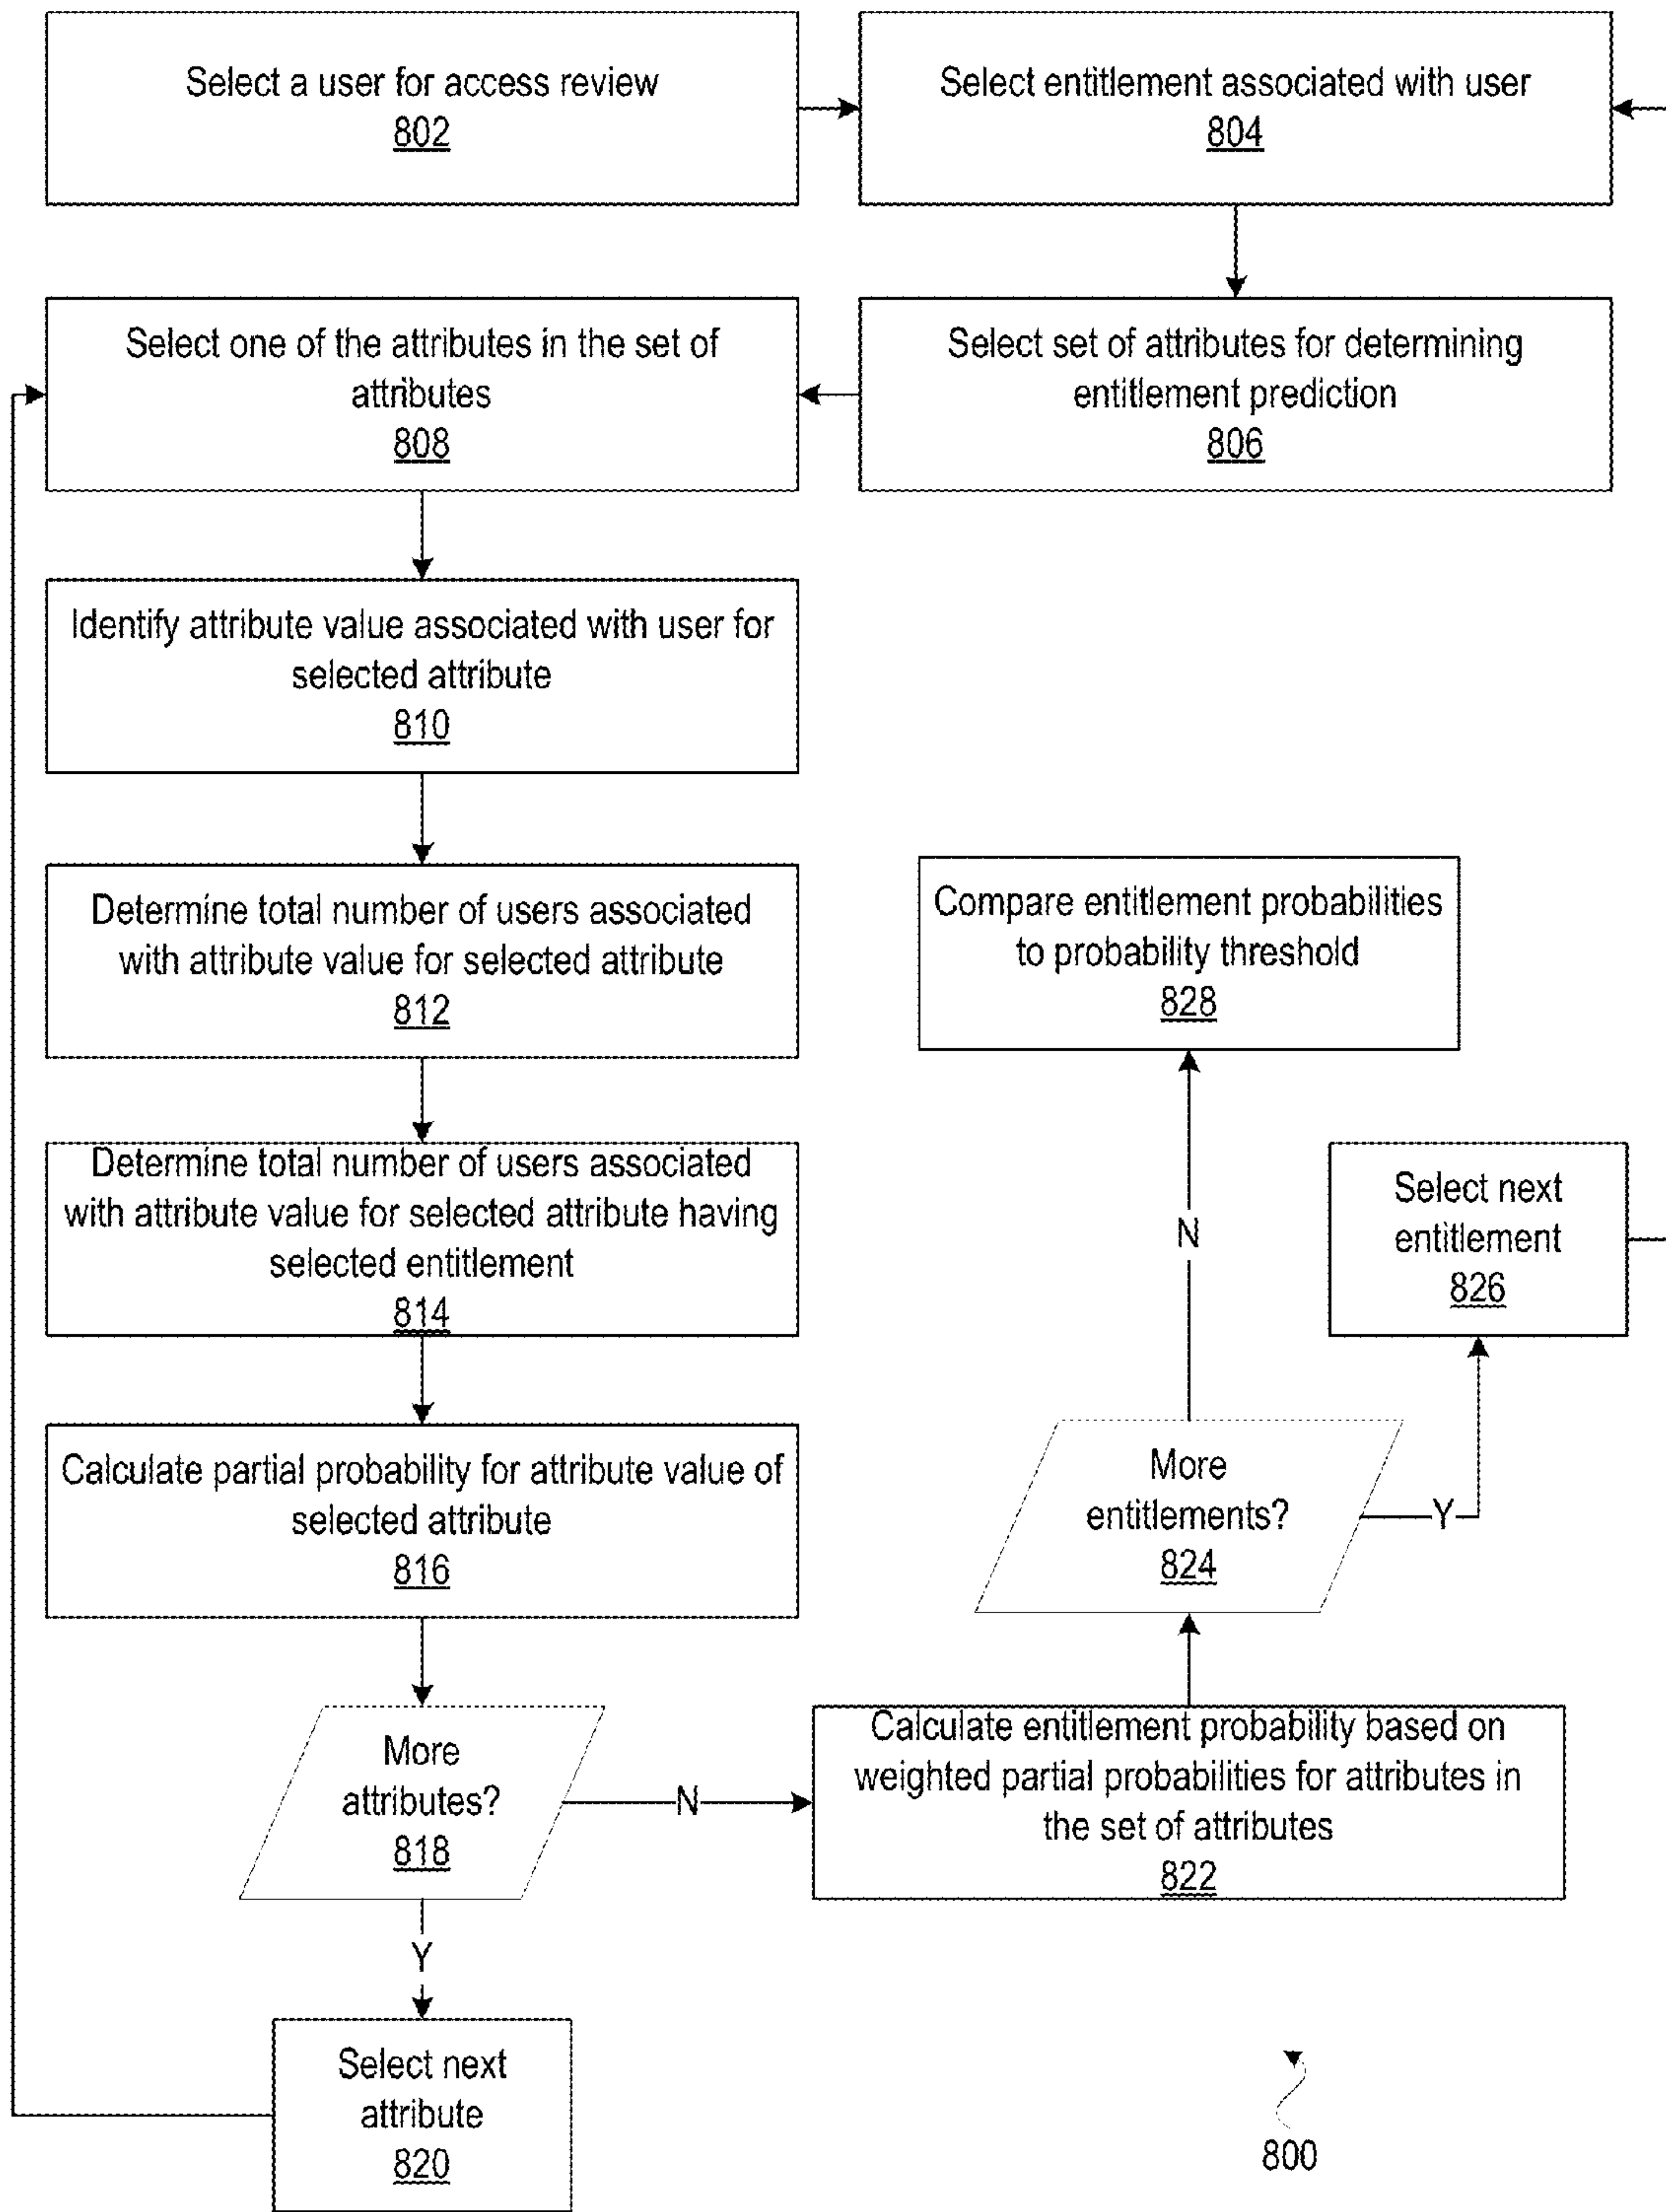 Select a user for access review
802
Select entitlement associated with user
804
Select set of attributes for determining
entitlement prediction
806
Select one of the attributes in the set of
attributes
808
Identify attribute value associated with user for
selected attribute
810
Determine total number of users associated
with attribute value for selected attribute
812
Determine total number of users associated
with attribute value for selected attribute having
selected entitlement
814
Calculate partial probability for attribute value of
selected attribute
816
More
attributes?
818
Y
Select next
attribute
820
N
Calculate entitlement probability based on
weighted partial probabilities for attributes in
the set of attributes
822
More
entitlements?
824
Y
Select next
entitlement
826
N
Compare entitlement probabilities
to probability threshold
828
800